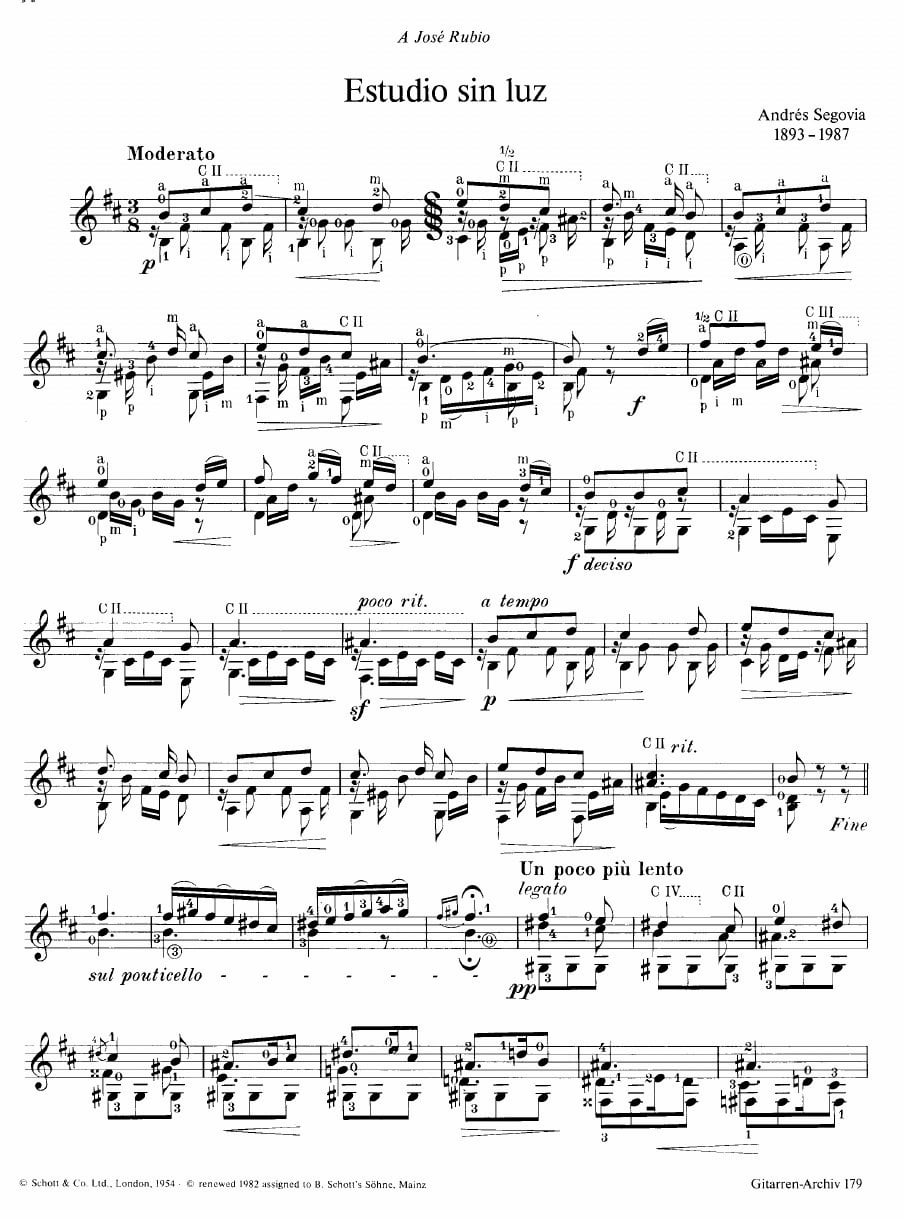 A José Rubio
Estudio sin luz
Andrés Segovia
1893–1987
Moderato
C II
1/2
C II
C II
p
C II
1/2 C II
C III
f
C II
C II
C II
f deciso
C II
C II
poco rit.
a tempo
sf
p
C II
rit.
Fine
Un poco più lento
legato
C IV
C II
sul ponticello
pp
© Schott & Co. Ltd., London, 1954 · © renewed 1982 assigned to B. Schott's Söhne, Mainz
Gitarren-Archiv 179